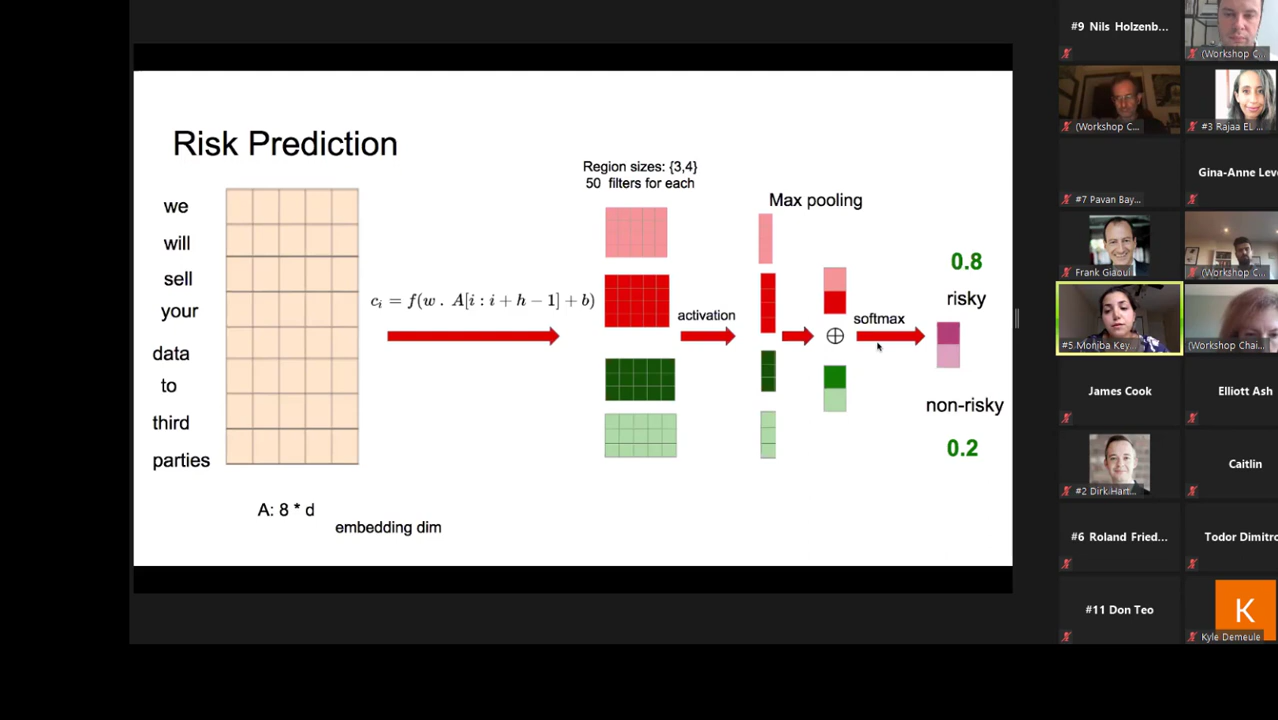 Risk Prediction
we
will
sell
your
data
to
third
parties
A: 8 * d
embedding dim
c_i = f(w . A[i : i + h − 1] + b)
Region sizes: {3,4}
50 filters for each
activation
Max pooling
softmax
0.8
risky
non-risky
0.2
#9 Nils Holzenb...
(Workshop C...
(Workshop C...
#3 Rajaa EL
#7 Pavan Bay...
Gina-Anne Lev
Frank Giaoui
(Workshop C...
#5 Moniba Key...
(Workshop Chai
James Cook
Elliott Ash
#2 Dirk Hart...
Caitlin
#6 Roland Fried...
Todor Dimitro
#11 Don Teo
K
Kyle Demeule